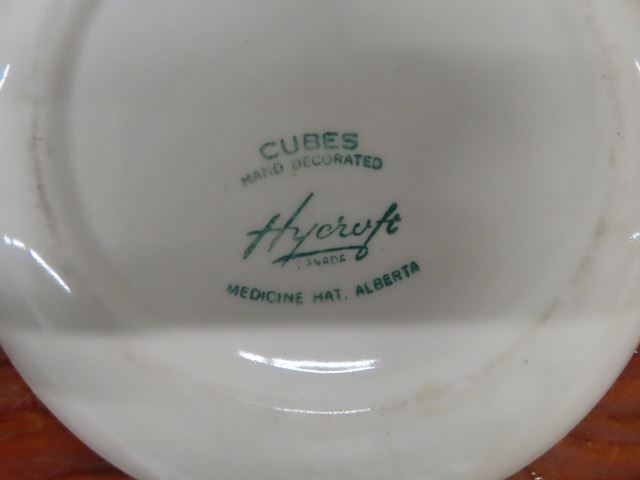 CUBES
HAND DECORATED
Hycroft
CANADA
MEDICINE HAT, ALBERTA